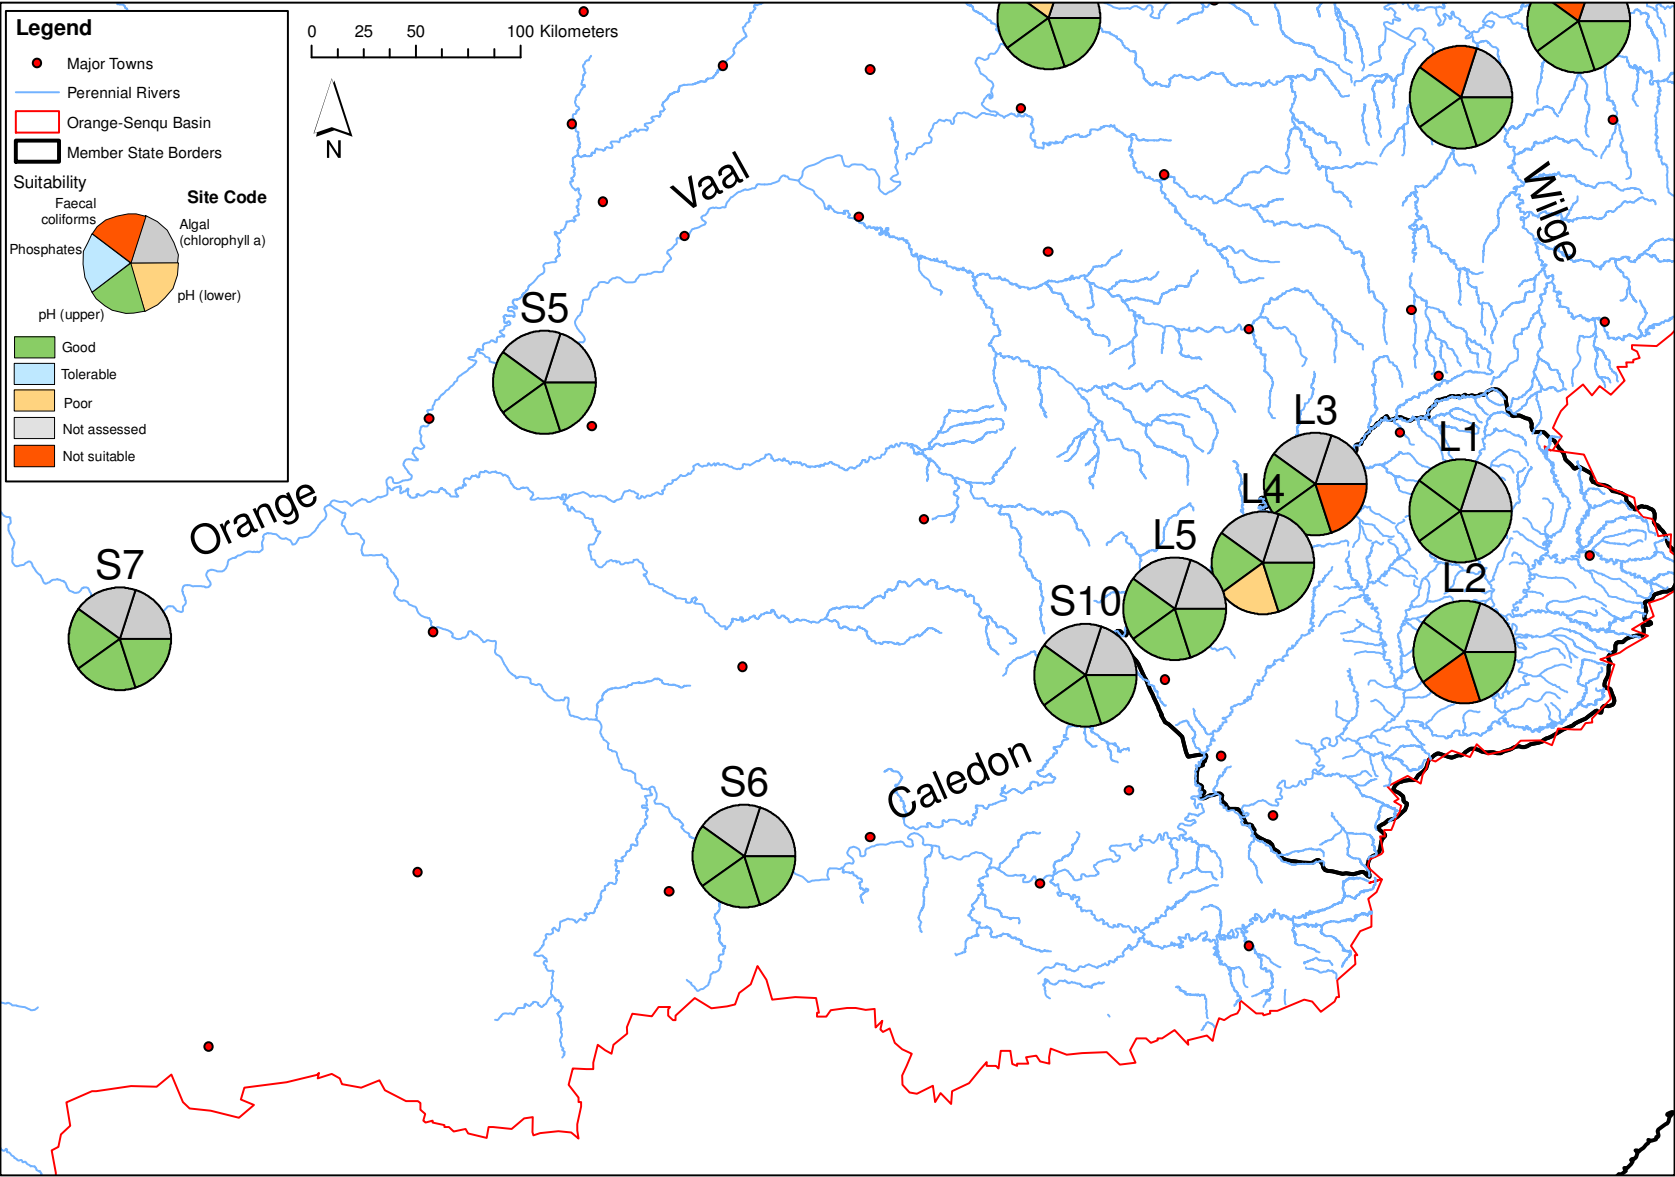 Legend
Major Towns
Perennial Rivers
Orange-Senqu Basin
Member State Borders
Suitability
Site Code
Faecal
coliforms
Algal
(chlorophyll a)
Phosphates
pH (lower)
pH (upper)
Good
Tolerable
Poor
Not assessed
Not suitable
0 25 50 100 Kilometers
N
Vaal
Wilge
S5
L3
L1
L4
Orange
L5
S7
L2
S10
Caledon
S6